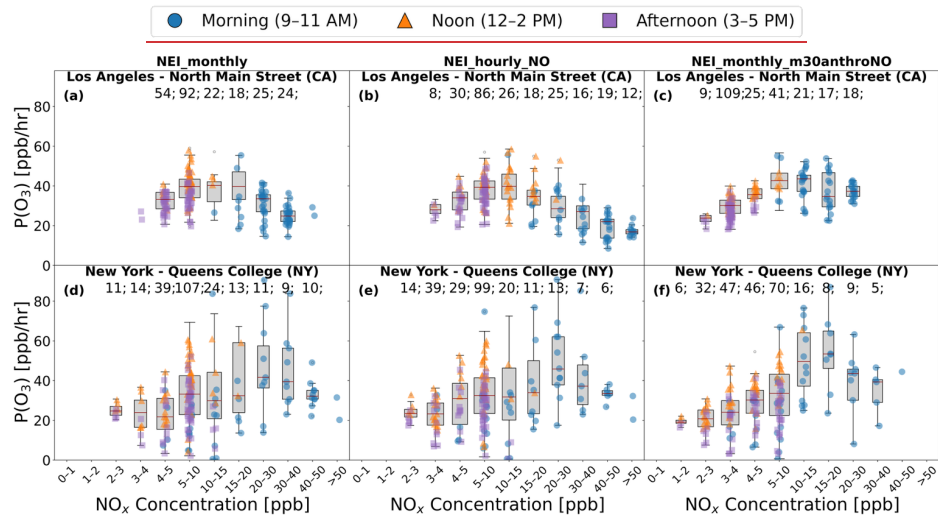 Morning (9–11 AM) Noon (12–2 PM) Afternoon (3–5 PM)
NEI_monthly NEI_hourly_NO NEI_monthly_m30anthroNO
Los Angeles - North Main Street (CA) Los Angeles - North Main Street (CA) Los Angeles - North Main Street (CA)
(a) 54; 92; 22; 18; 25; 24; (b) 8; 30; 86; 26; 18; 25; 16; 19; 12; (c) 9; 109; 25; 41; 21; 17; 18;
P(O₃) [ppb/hr]
80
60
40
20
0
New York - Queens College (NY) New York - Queens College (NY) New York - Queens College (NY)
(d) 11; 14; 39; 107; 24; 13; 11; 9; 10; (e) 14; 39; 29; 99; 20; 11; 13; 7; 6; (f) 6; 32; 47; 46; 70; 16; 8; 9; 5;
P(O₃) [ppb/hr]
80
60
40
20
0
0–1 1–2 2–3 3–4 4–5 5–10 10–15 15–20 20–30 30–40 40–50 >50 0–1 1–2 2–3 3–4 4–5 5–10 10–15 15–20 20–30 30–40 40–50 >50 0–1 1–2 2–3 3–4 4–5 5–10 10–15 15–20 20–30 30–40 40–50 >50
NOₓ Concentration [ppb] NOₓ Concentration [ppb] NOₓ Concentration [ppb]